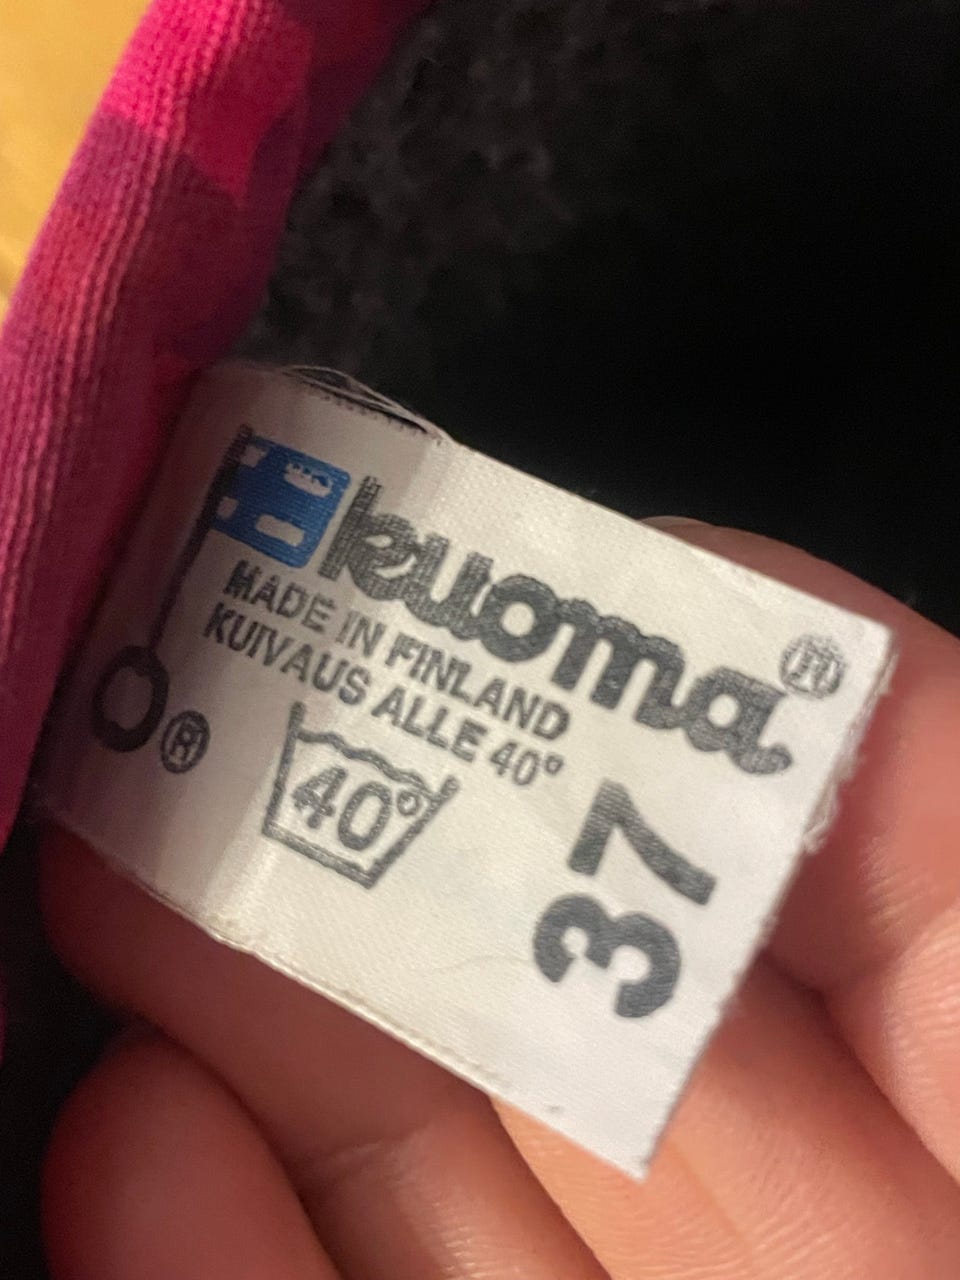 kuoma®
MADE IN FINLAND
KUIVAUS ALLE 40°
®
40°
37